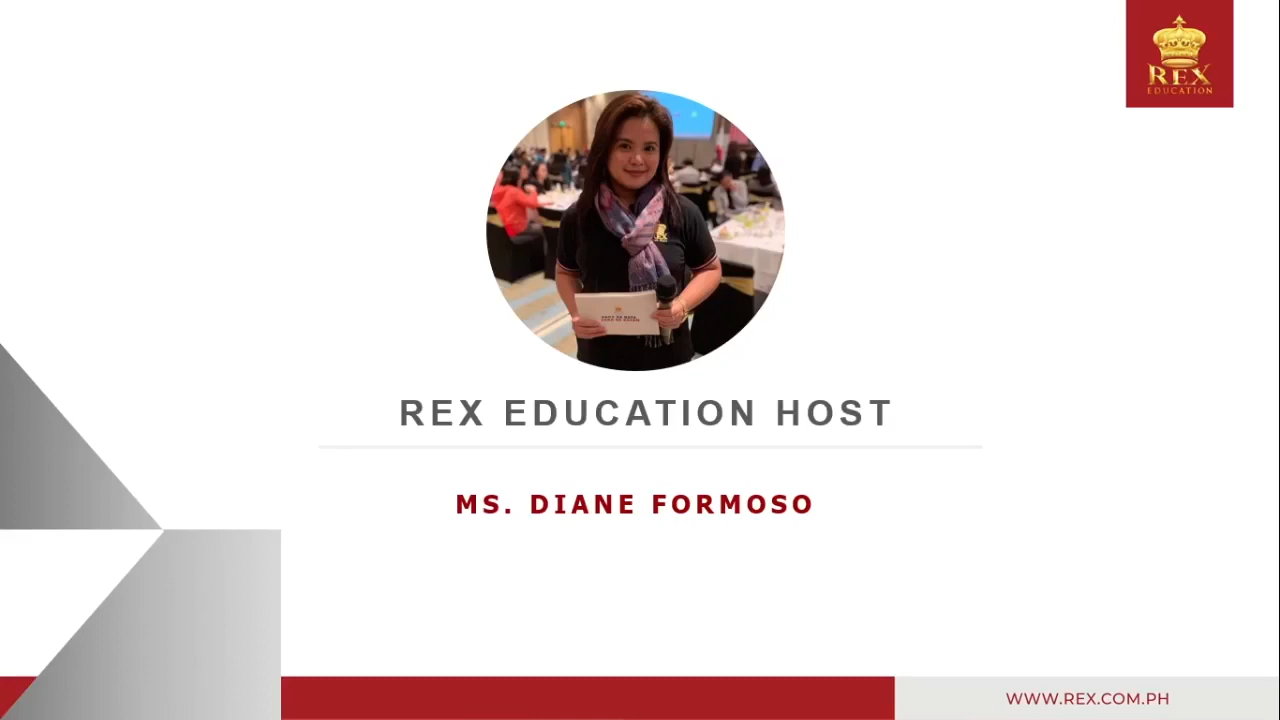 REX
EDUCATION
REX EDUCATION HOST
MS. DIANE FORMOSO
WWW.REX.COM.PH